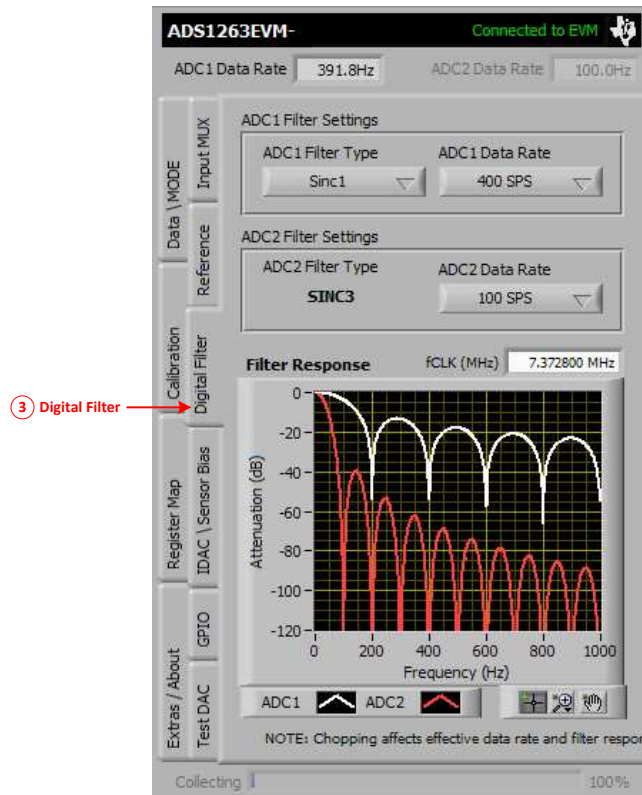 ADS1263EVM-
Connected to EVM
ADC1 Data Rate 391.8Hz
ADC2 Data Rate 100.0Hz
Data \ MODE
Calibration
Register Map
Extras / About
Input MUX
Reference
Digital Filter
IDAC \ Sensor Bias
GPIO
Test DAC
ADC1 Filter Settings
ADC1 Filter Type
ADC1 Data Rate
Sinc1
400 SPS
ADC2 Filter Settings
ADC2 Filter Type
ADC2 Data Rate
SINC3
100 SPS
Filter Response
fCLK (MHz) 7.372800 MHz
3 Digital Filter
Attenuation (dB)
0
-20
-40
-60
-80
-100
-120
0 200 400 600 800 1000
Frequency (Hz)
ADC1 ADC2
NOTE: Chopping affects effective data rate and filter respor
Collecting 100%